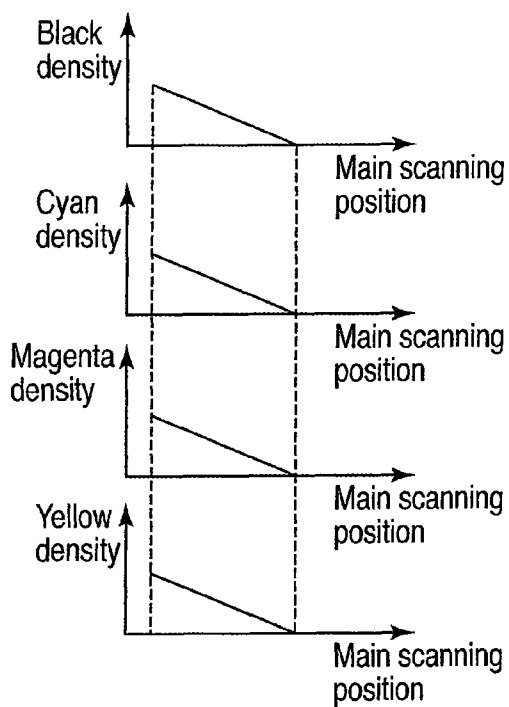 Black
density
Main scanning
position
Cyan
density
Main scanning
position
Magenta
density
Main scanning
position
Yellow
density
Main scanning
position